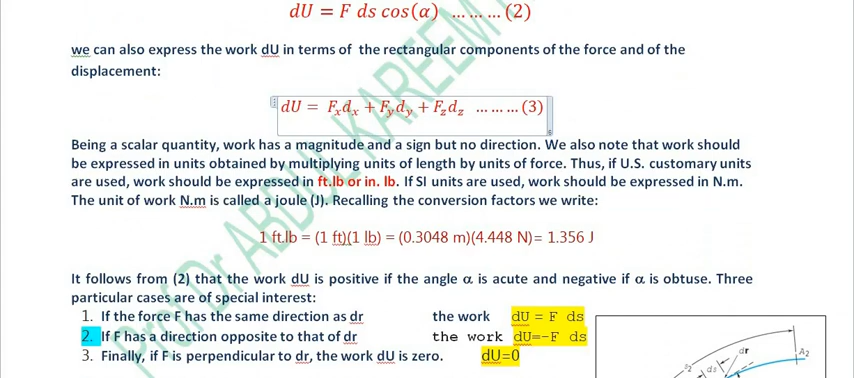 dU = F ds cos(α) ………(2)
we can also express the work dU in terms of the rectangular components of the force and of the
displacement:
dU = Fₓdₓ + F_yd_y + F_zd_z ………(3)
Being a scalar quantity, work has a magnitude and a sign but no direction. We also note that work should
be expressed in units obtained by multiplying units of length by units of force. Thus, if U.S. customary units
are used, work should be expressed in ft.lb or in. lb. If SI units are used, work should be expressed in N.m.
The unit of work N.m is called a joule (J). Recalling the conversion factors we write:
1 ft.lb = (1 ft)(1 lb) = (0.3048 m)(4.448 N)= 1.356 J
It follows from (2) that the work dU is positive if the angle α is acute and negative if α is obtuse. Three
particular cases are of special interest:
1. If the force F has the same direction as dr the work dU = F ds
2. If F has a direction opposite to that of dr the work dU=-F ds
3. Finally, if F is perpendicular to dr, the work dU is zero. dU=0
dr
A₂
s₂
ds
Prof Dr ABDUL KAREEM